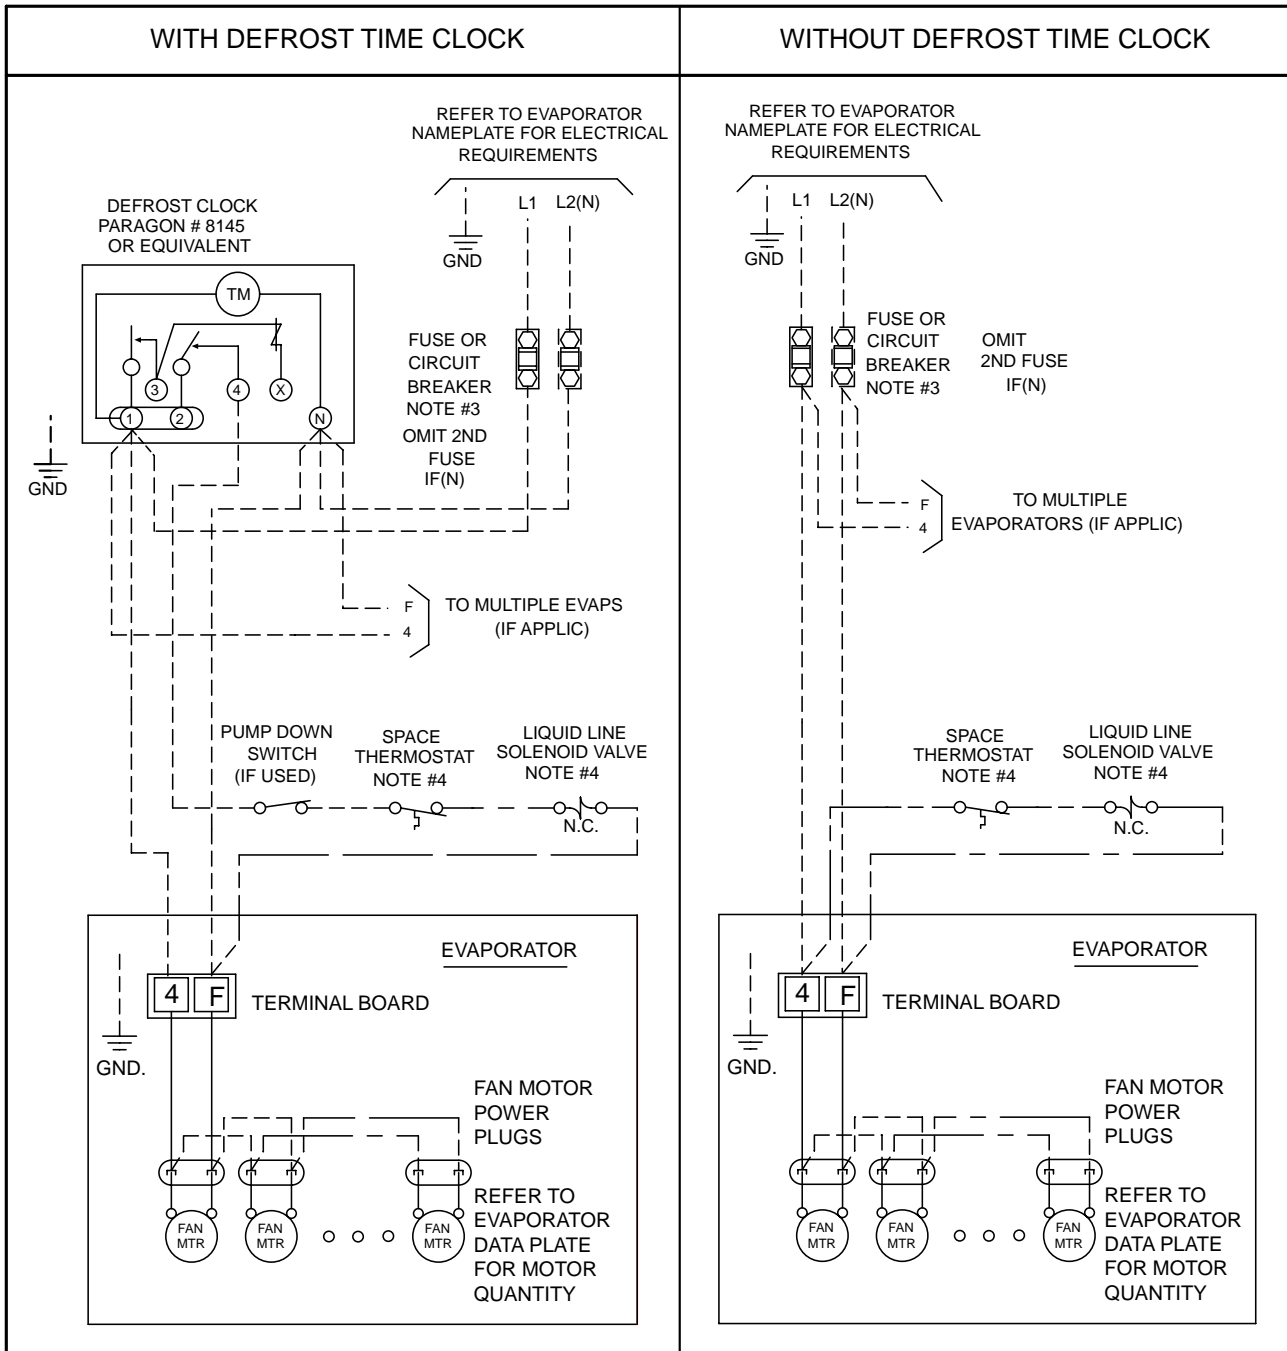 WITH DEFROST TIME CLOCK
REFER TO EVAPORATOR
NAMEPLATE FOR ELECTRICAL
REQUIREMENTS
L1 L2(N)
GND
DEFROST CLOCK
PARAGON # 8145
OR EQUIVALENT
TM
3 4 X
1 2 N
GND
FUSE OR
CIRCUIT
BREAKER
NOTE #3
OMIT 2ND
FUSE
IF(N)
F
4
TO MULTIPLE EVAPS
(IF APPLIC)
PUMP DOWN
SWITCH
(IF USED)
SPACE
THERMOSTAT
NOTE #4
LIQUID LINE
SOLENOID VALVE
NOTE #4
N.C.
EVAPORATOR
4 F
TERMINAL BOARD
GND.
FAN MOTOR
POWER
PLUGS
FAN
MTR
FAN
MTR
FAN
MTR
REFER TO
EVAPORATOR
DATA PLATE
FOR MOTOR
QUANTITY
WITHOUT DEFROST TIME CLOCK
REFER TO EVAPORATOR
NAMEPLATE FOR ELECTRICAL
REQUIREMENTS
L1 L2(N)
GND
FUSE OR
CIRCUIT
BREAKER
NOTE #3
OMIT
2ND FUSE
IF(N)
F
4
TO MULTIPLE
EVAPORATORS (IF APPLIC)
SPACE
THERMOSTAT
NOTE #4
LIQUID LINE
SOLENOID VALVE
NOTE #4
N.C.
EVAPORATOR
4 F
TERMINAL BOARD
GND.
FAN MOTOR
POWER
PLUGS
FAN
MTR
FAN
MTR
FAN
MTR
REFER TO
EVAPORATOR
DATA PLATE
FOR MOTOR
QUANTITY